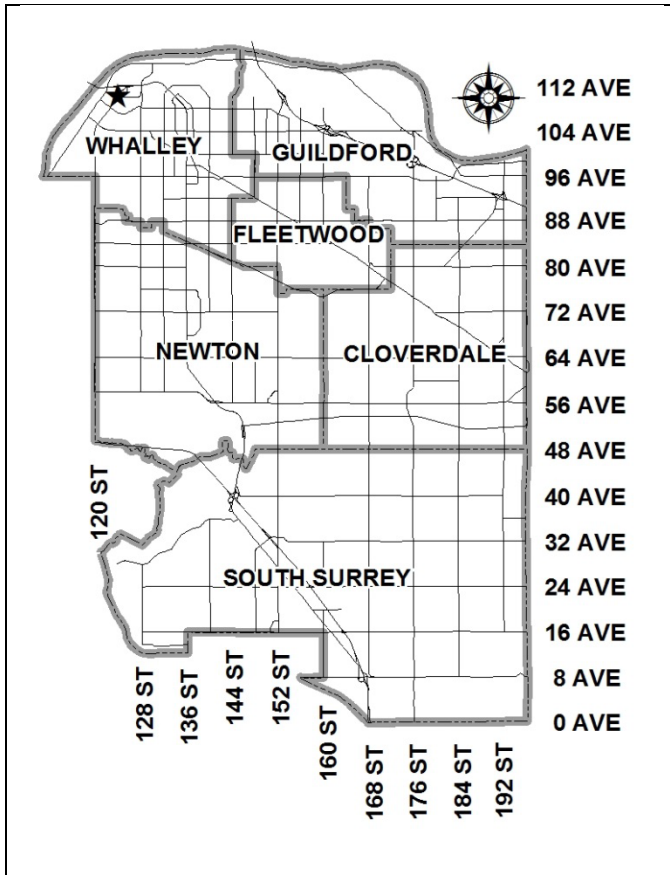 112 AVE
104 AVE
WHALLEY
GUILDFORD
96 AVE
88 AVE
FLEETWOOD
80 AVE
72 AVE
NEWTON
CLOVERDALE
64 AVE
56 AVE
48 AVE
120 ST
40 AVE
32 AVE
SOUTH SURREY
24 AVE
16 AVE
128 ST
136 ST
144 ST
152 ST
160 ST
8 AVE
0 AVE
168 ST
176 ST
184 ST
192 ST